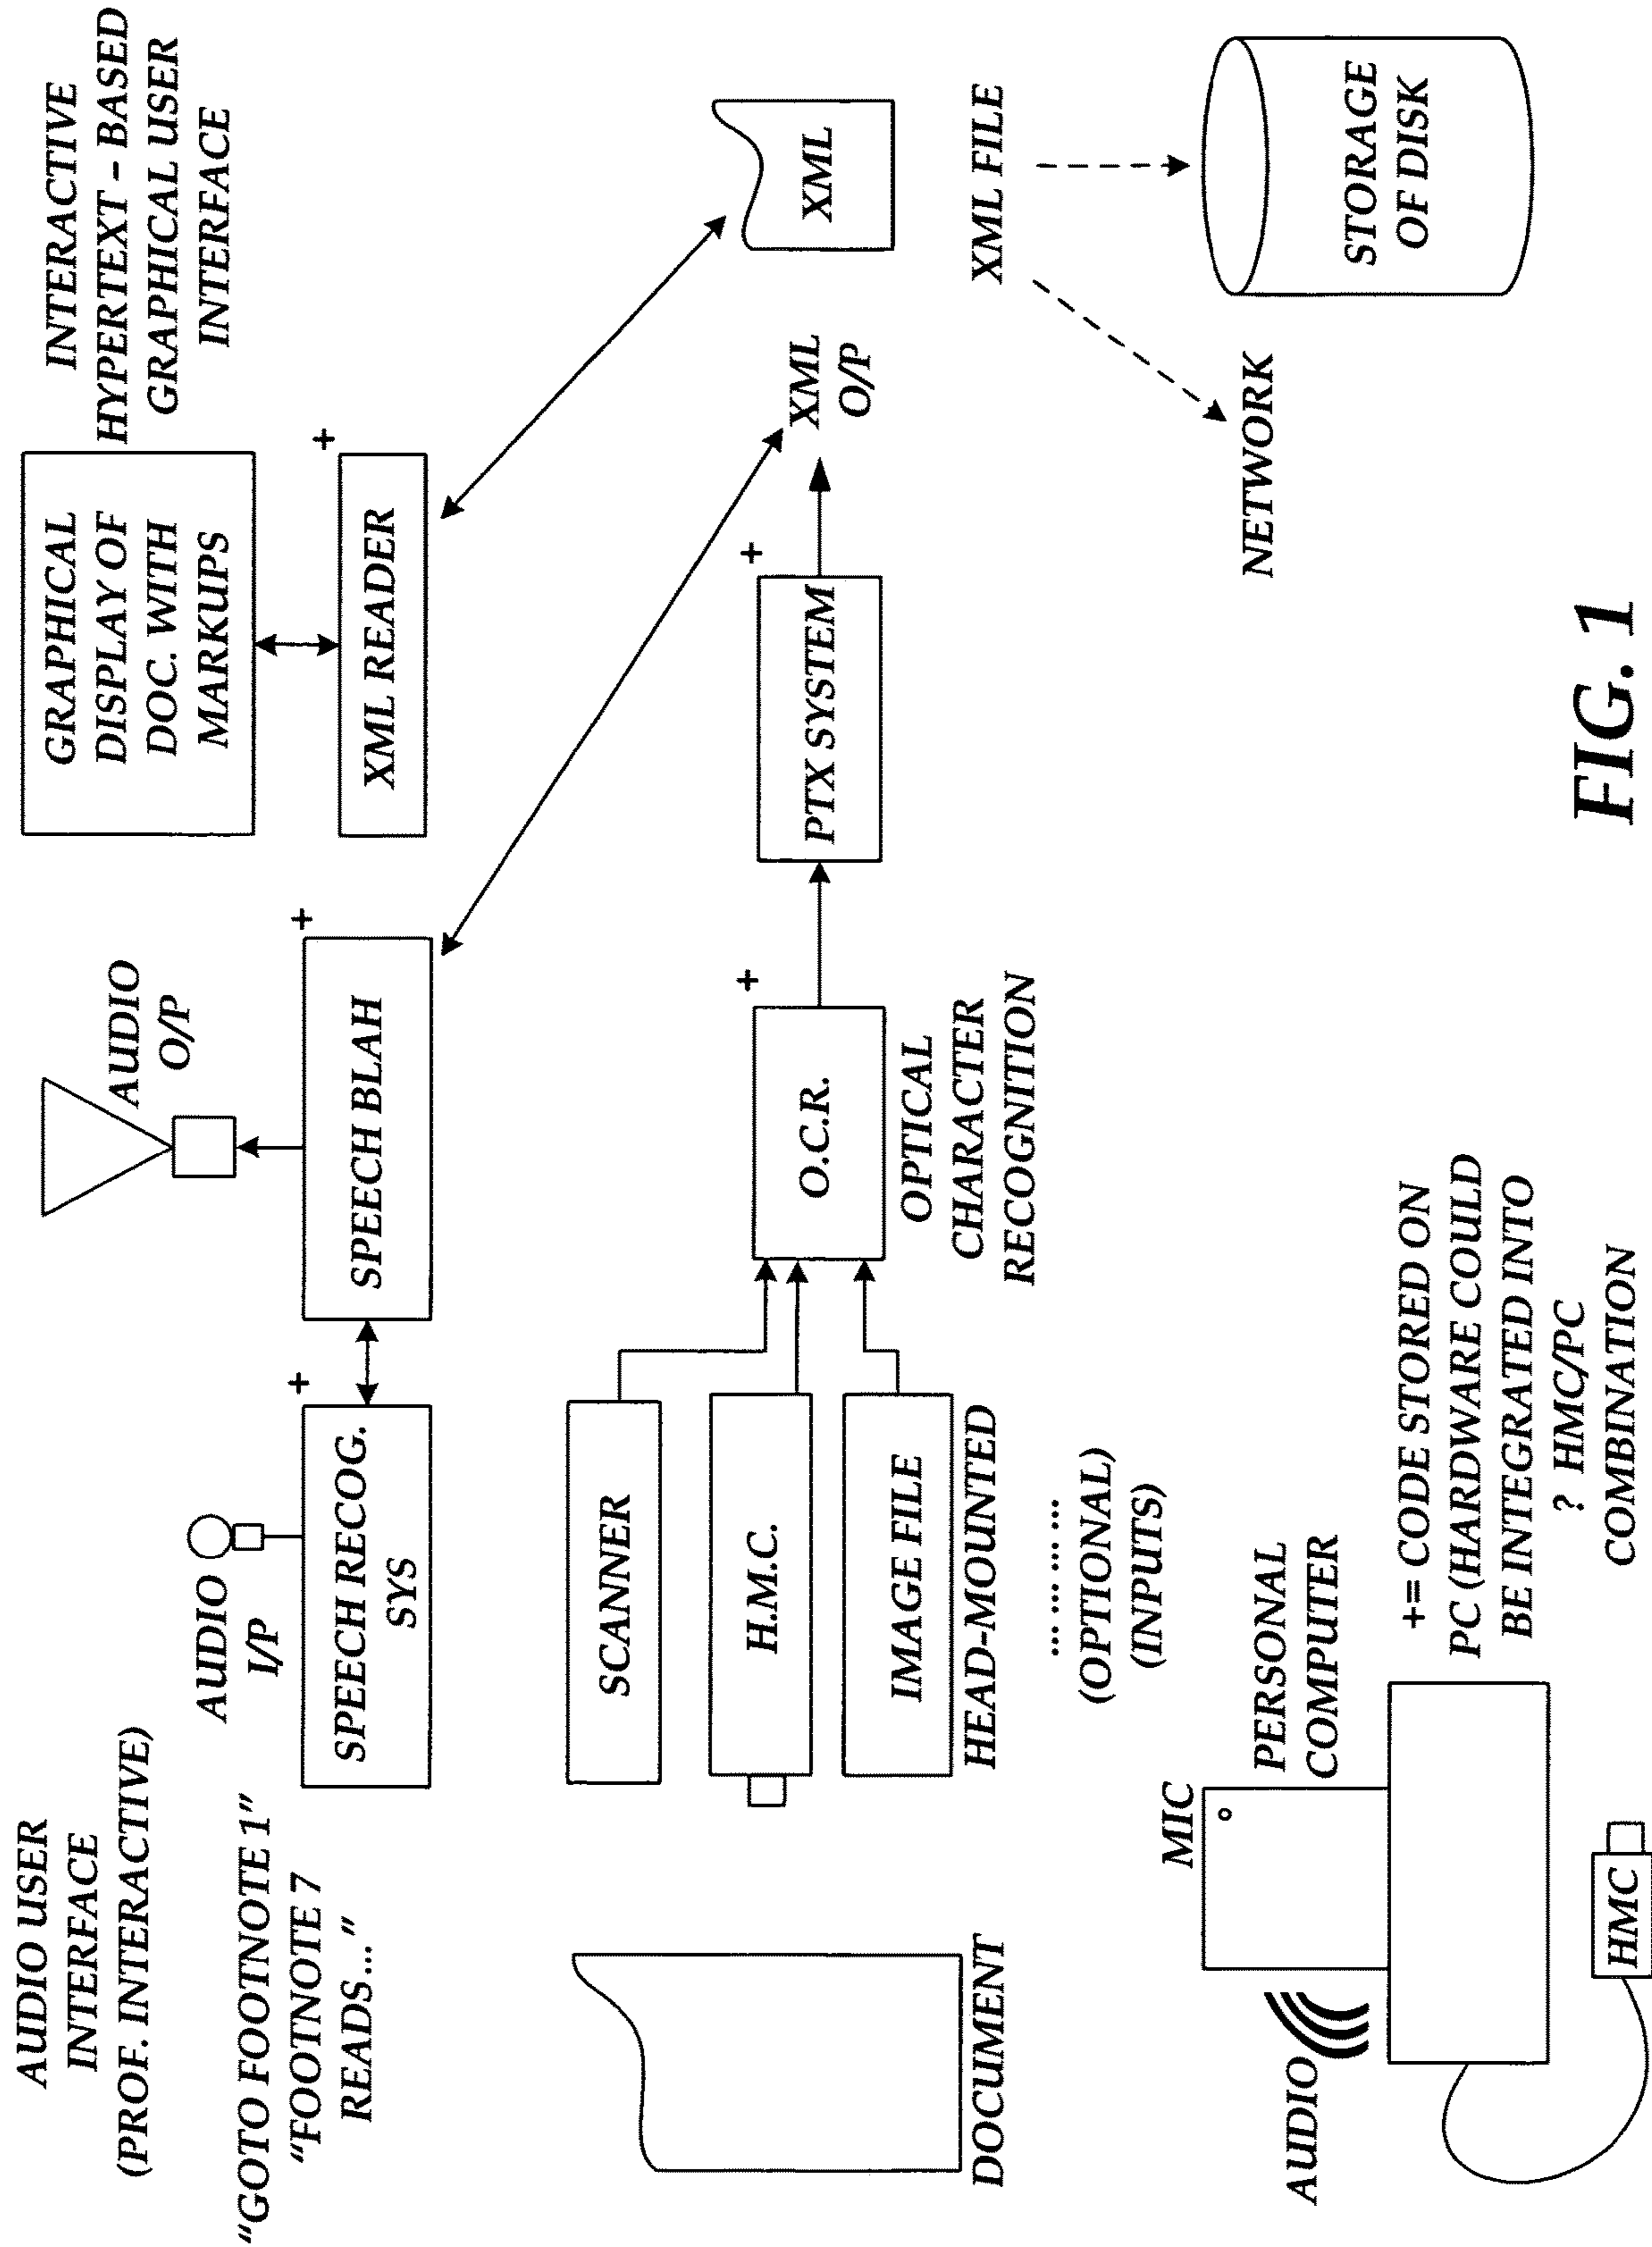 AUDIO USER
INTERFACE
(PROF. INTERACTIVE)
"GOTO FOOTNOTE 1"
"FOOTNOTE 7
READS..."
AUDIO
I/P
SPEECH RECOG.
SYS
+
AUDIO
O/P
SPEECH BLAH
+
GRAPHICAL
DISPLAY OF
DOC. WITH
MARKUPS
INTERACTIVE
HYPERTEXT – BASED
GRAPHICAL USER
INTERFACE
XML READER
+
DOCUMENT
SCANNER
H.M.C.
IMAGE FILE
HEAD-MOUNTED
... ... ... ...
(OPTIONAL)
(INPUTS)
O.C.R.
+
OPTICAL
CHARACTER
RECOGNITION
PTX SYSTEM
+
XML
O/P
XML
XML FILE
NETWORK
STORAGE
OF DISK
AUDIO
MIC
PERSONAL
COMPUTER
HMC
+= CODE STORED ON
PC (HARDWARE COULD
BE INTEGRATED INTO
? HMC/PC
COMBINATION
FIG. 1